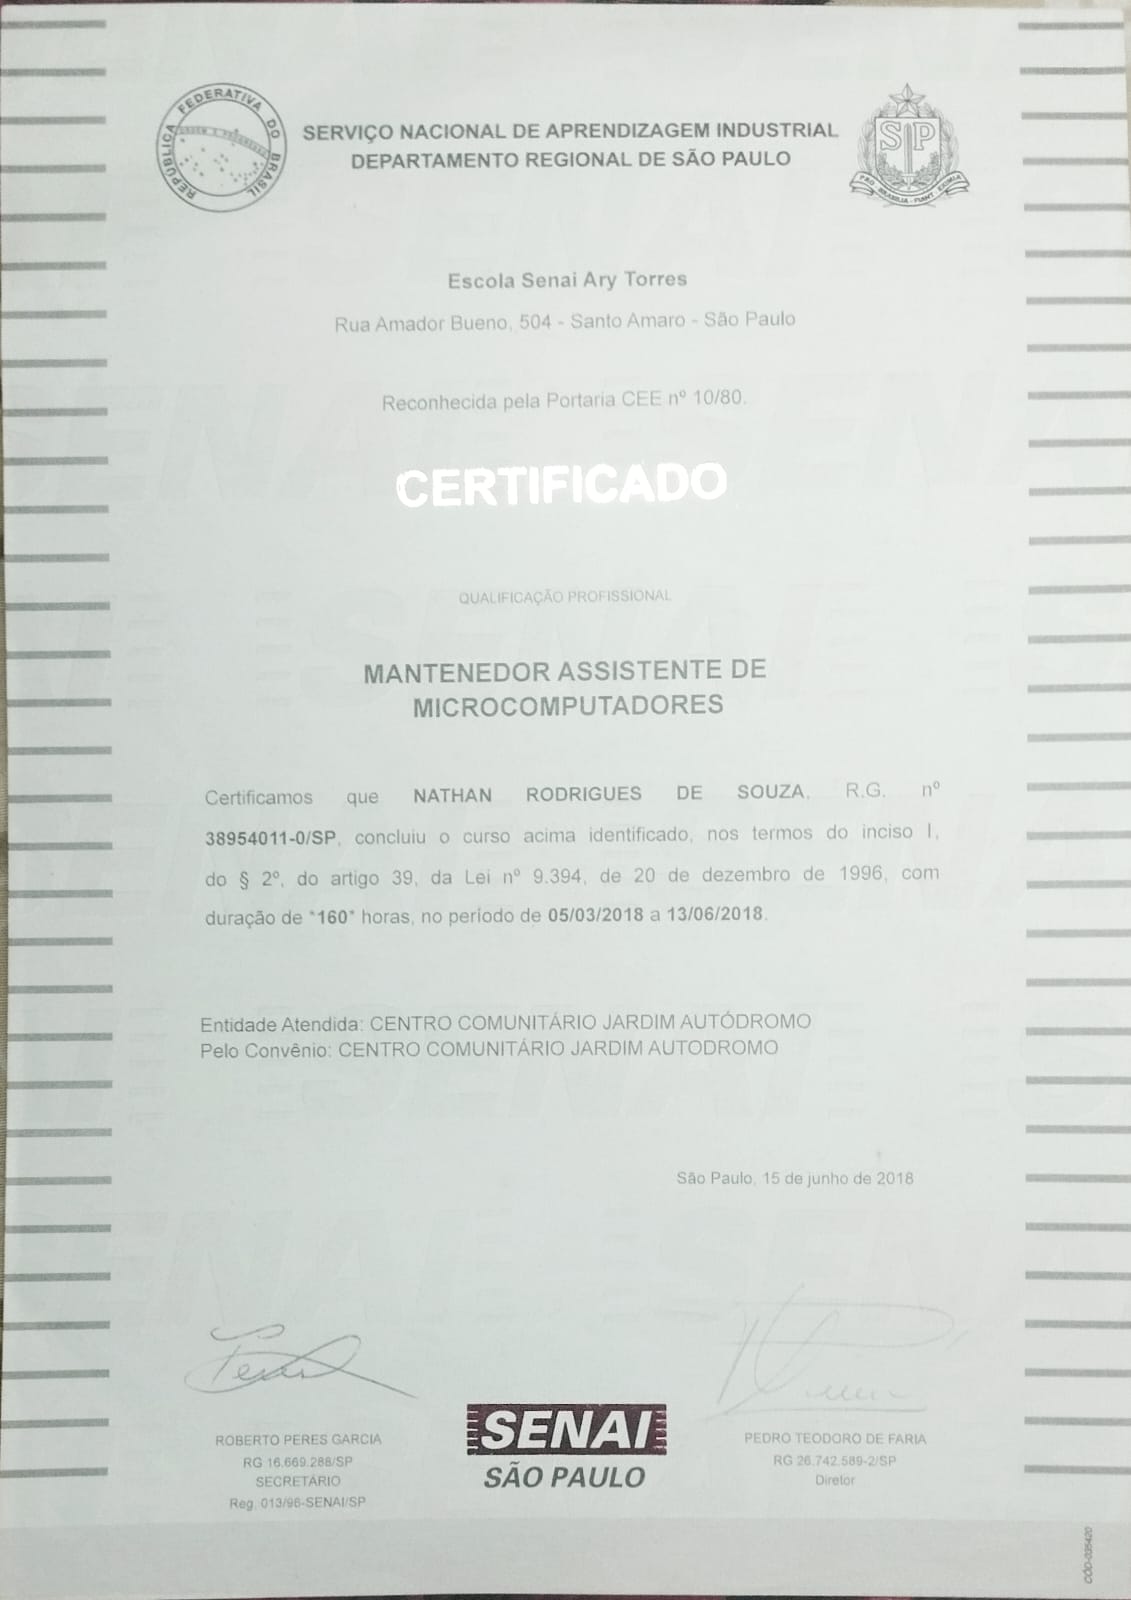 REPÚBLICA FEDERATIVA DO BRASIL
ORDEM E PROGRESSO
SERVIÇO NACIONAL DE APRENDIZAGEM INDUSTRIAL
DEPARTAMENTO REGIONAL DE SÃO PAULO
SP
PRO - BRASILIA - FIANT - EXIMIA
Escola Senai Ary Torres
Rua Amador Bueno, 504 - Santo Amaro - São Paulo
Reconhecida pela Portaria CEE nº 10/80.
CERTIFICADO
QUALIFICAÇÃO PROFISSIONAL
MANTENEDOR ASSISTENTE DE
MICROCOMPUTADORES
Certificamos que NATHAN RODRIGUES DE SOUZA, R.G. nº
38954011-0/SP, concluiu o curso acima identificado, nos termos do inciso I,
do § 2º, do artigo 39, da Lei nº 9.394, de 20 de dezembro de 1996, com
duração de *160* horas, no período de 05/03/2018 a 13/06/2018.
Entidade Atendida: CENTRO COMUNITÁRIO JARDIM AUTÓDROMO
Pelo Convênio: CENTRO COMUNITÁRIO JARDIM AUTODROMO
São Paulo, 15 de junho de 2018
ROBERTO PERES GARCIA
RG 16.669.288/SP
SECRETÁRIO
Reg. 013/96-SENAI/SP
SENAI
SÃO PAULO
PEDRO TEODORO DE FARIA
RG 26.742.589-2/SP
Diretor
CÓD-035420